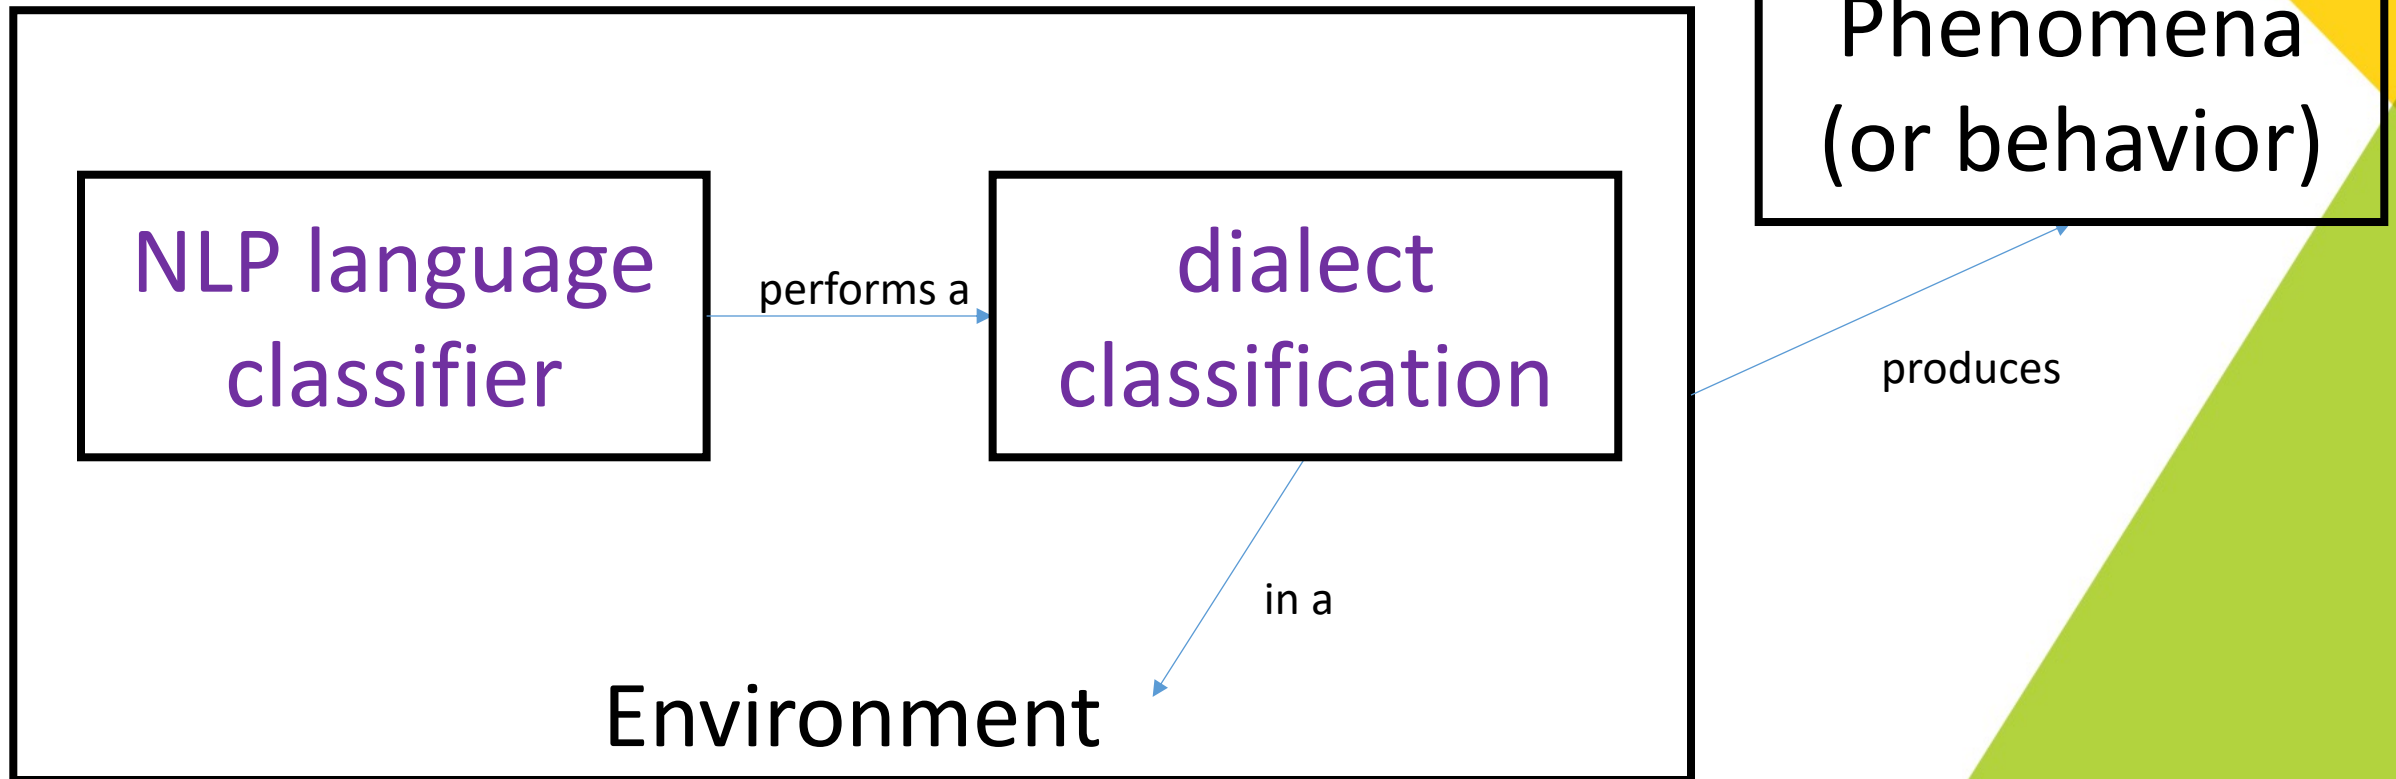 Phenomena
(or behavior)
NLP language
classifier
performs a
dialect
classification
produces
in a
Environment